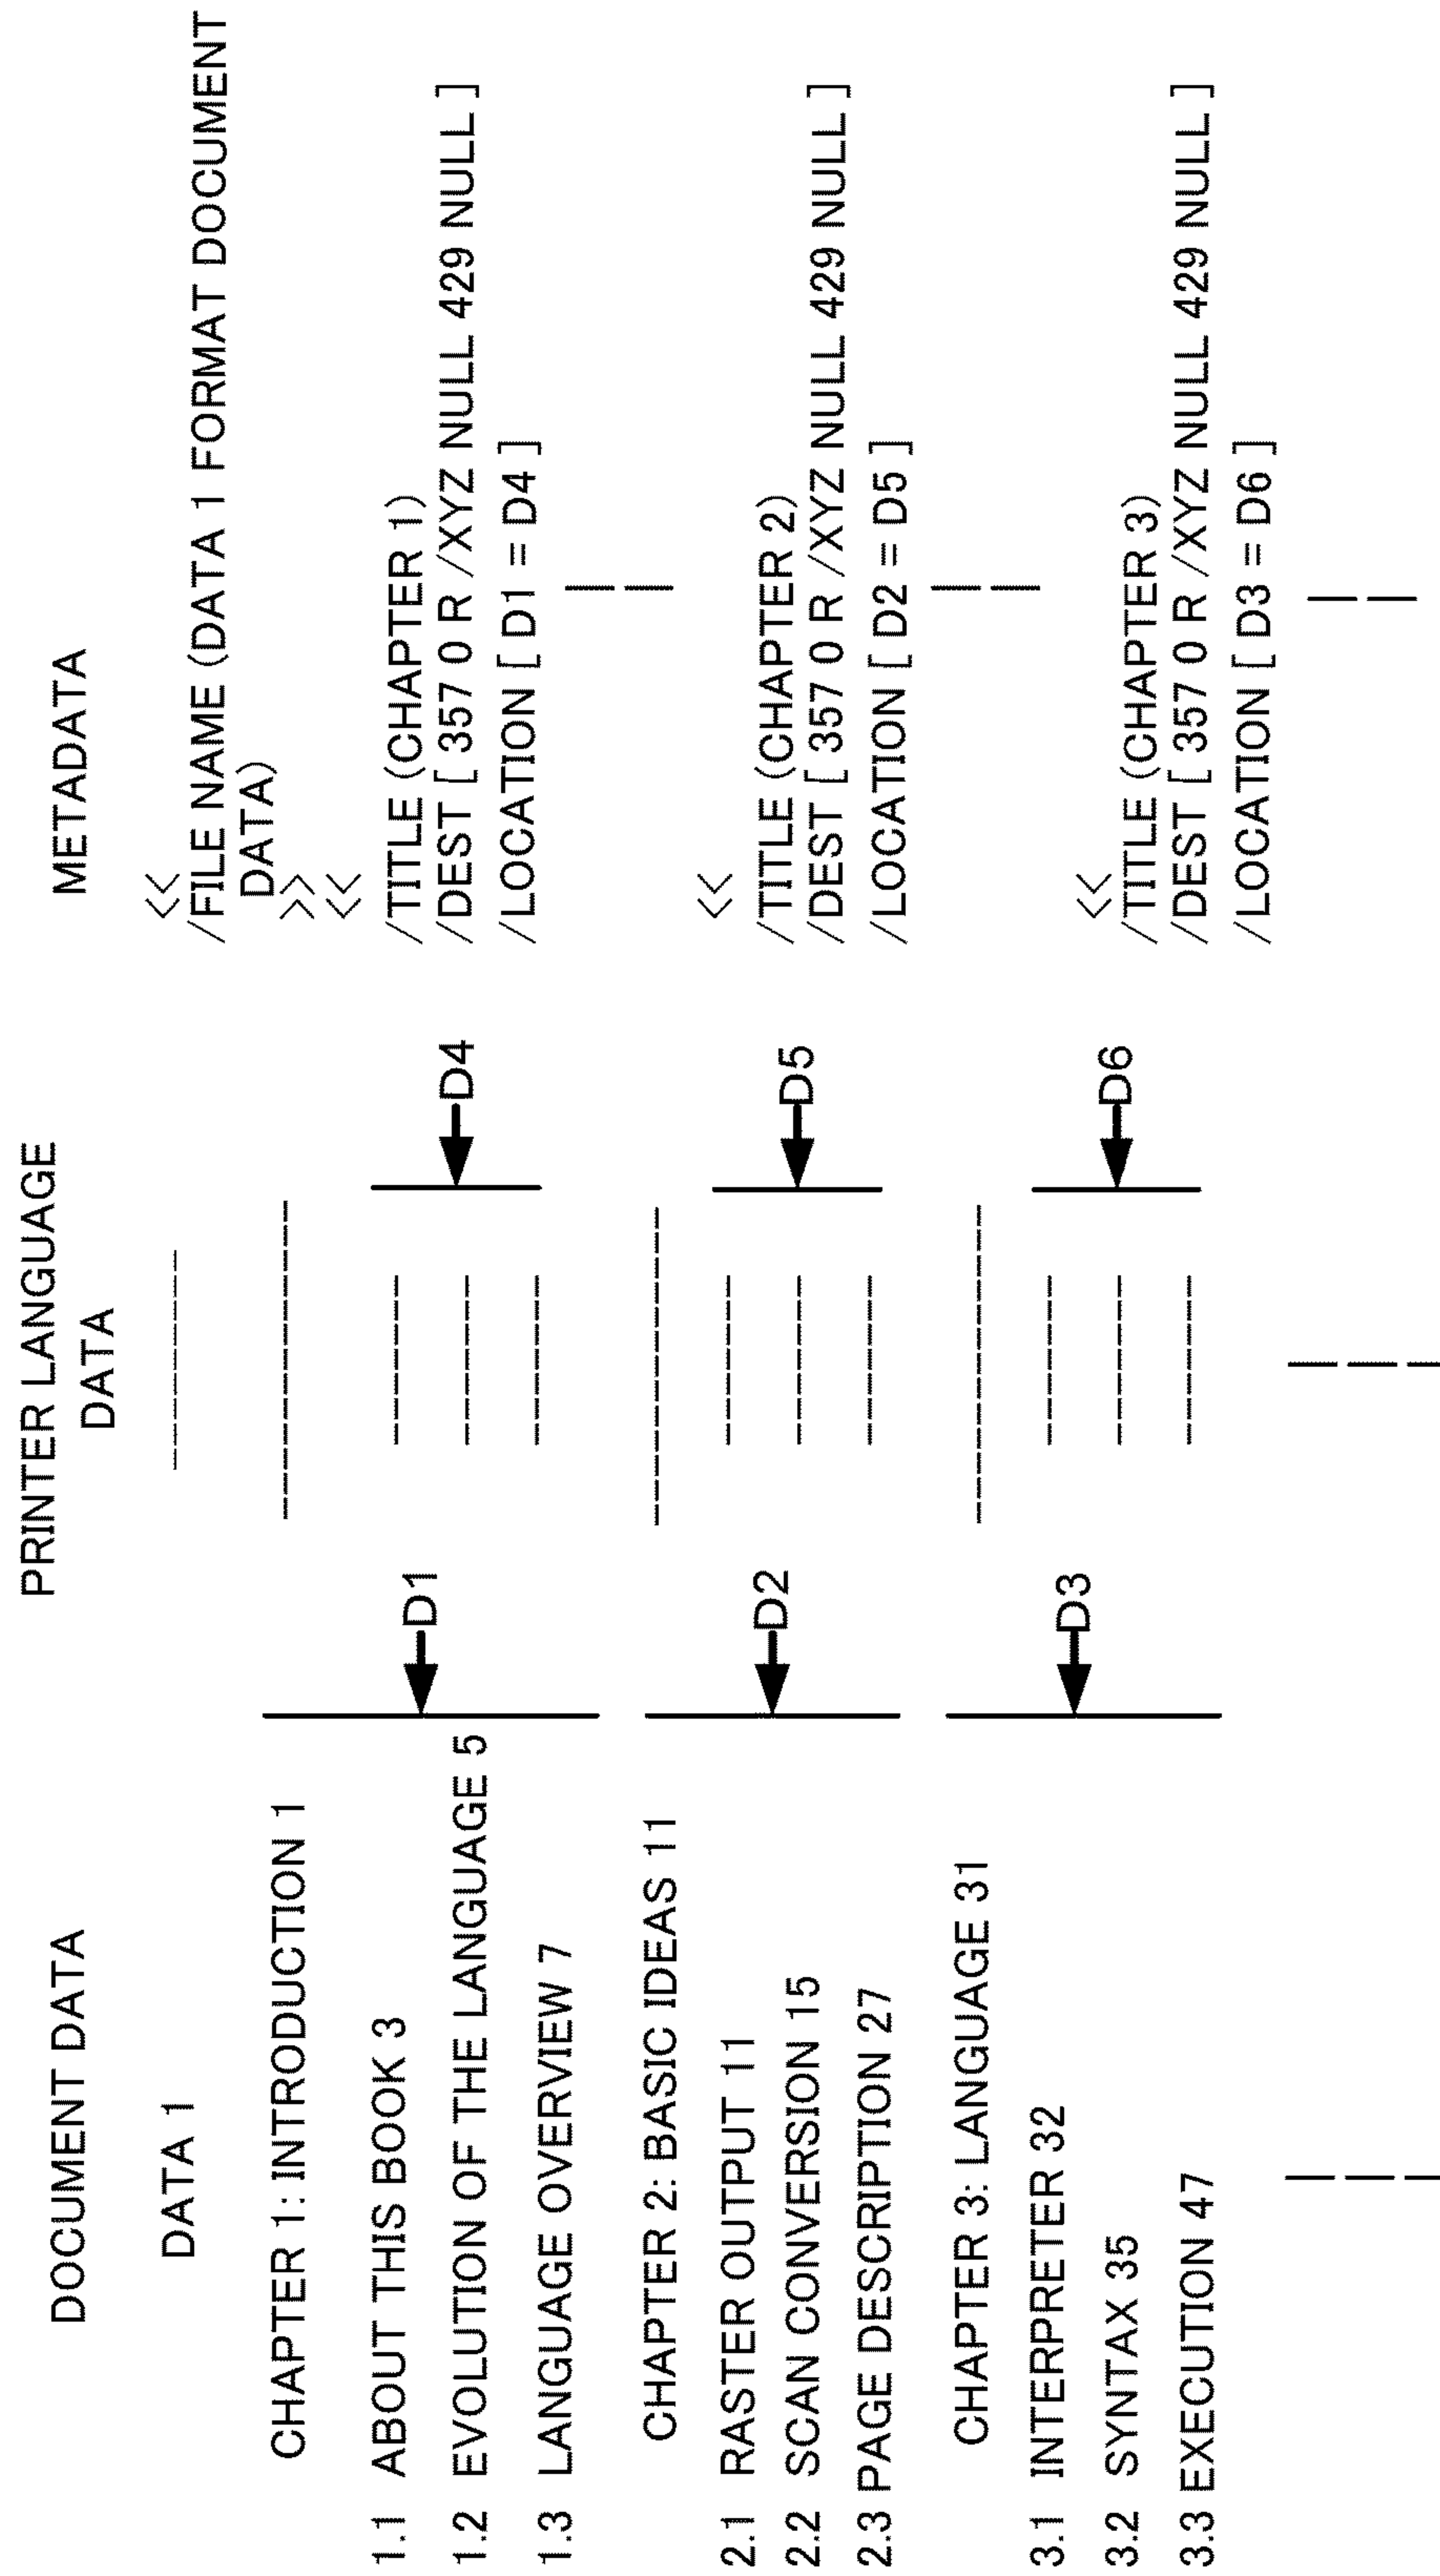 DOCUMENT DATA
DATA 1
CHAPTER 1: INTRODUCTION 1
1.1 ABOUT THIS BOOK 3
1.2 EVOLUTION OF THE LANGUAGE 5
1.3 LANGUAGE OVERVIEW 7
CHAPTER 2: BASIC IDEAS 11
2.1 RASTER OUTPUT 11
2.2 SCAN CONVERSION 15
2.3 PAGE DESCRIPTION 27
CHAPTER 3: LANGUAGE 31
3.1 INTERPRETER 32
3.2 SYNTAX 35
3.3 EXECUTION 47
D1
D2
D3
PRINTER LANGUAGE
DATA
D4
D5
D6
METADATA
<<
/FILE NAME (DATA 1 FORMAT DOCUMENT
DATA)
>>
<<
/TITLE (CHAPTER 1)
/DEST [ 357 0 R /XYZ NULL 429 NULL ]
/LOCATION [ D1 = D4 ]
<<
/TITLE (CHAPTER 2)
/DEST [ 357 0 R /XYZ NULL 429 NULL ]
/LOCATION [ D2 = D5 ]
<<
/TITLE (CHAPTER 3)
/DEST [ 357 0 R /XYZ NULL 429 NULL ]
/LOCATION [ D3 = D6 ]